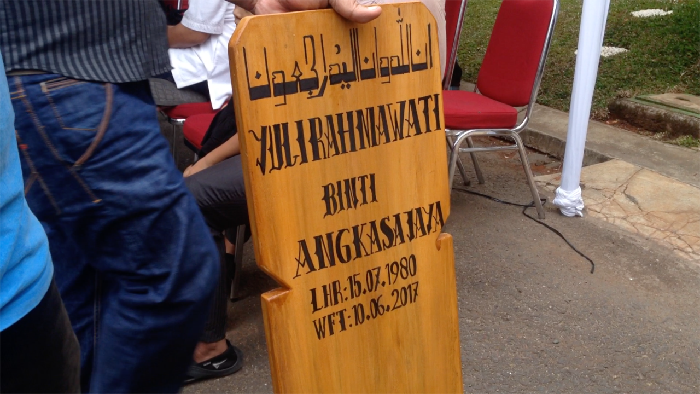 انا لله وانا اليه راجعون
YULI RAHMAWATI
BINTI
ANGKASAJAYA
LHR:15.07.1980
WFT:10.06.2017